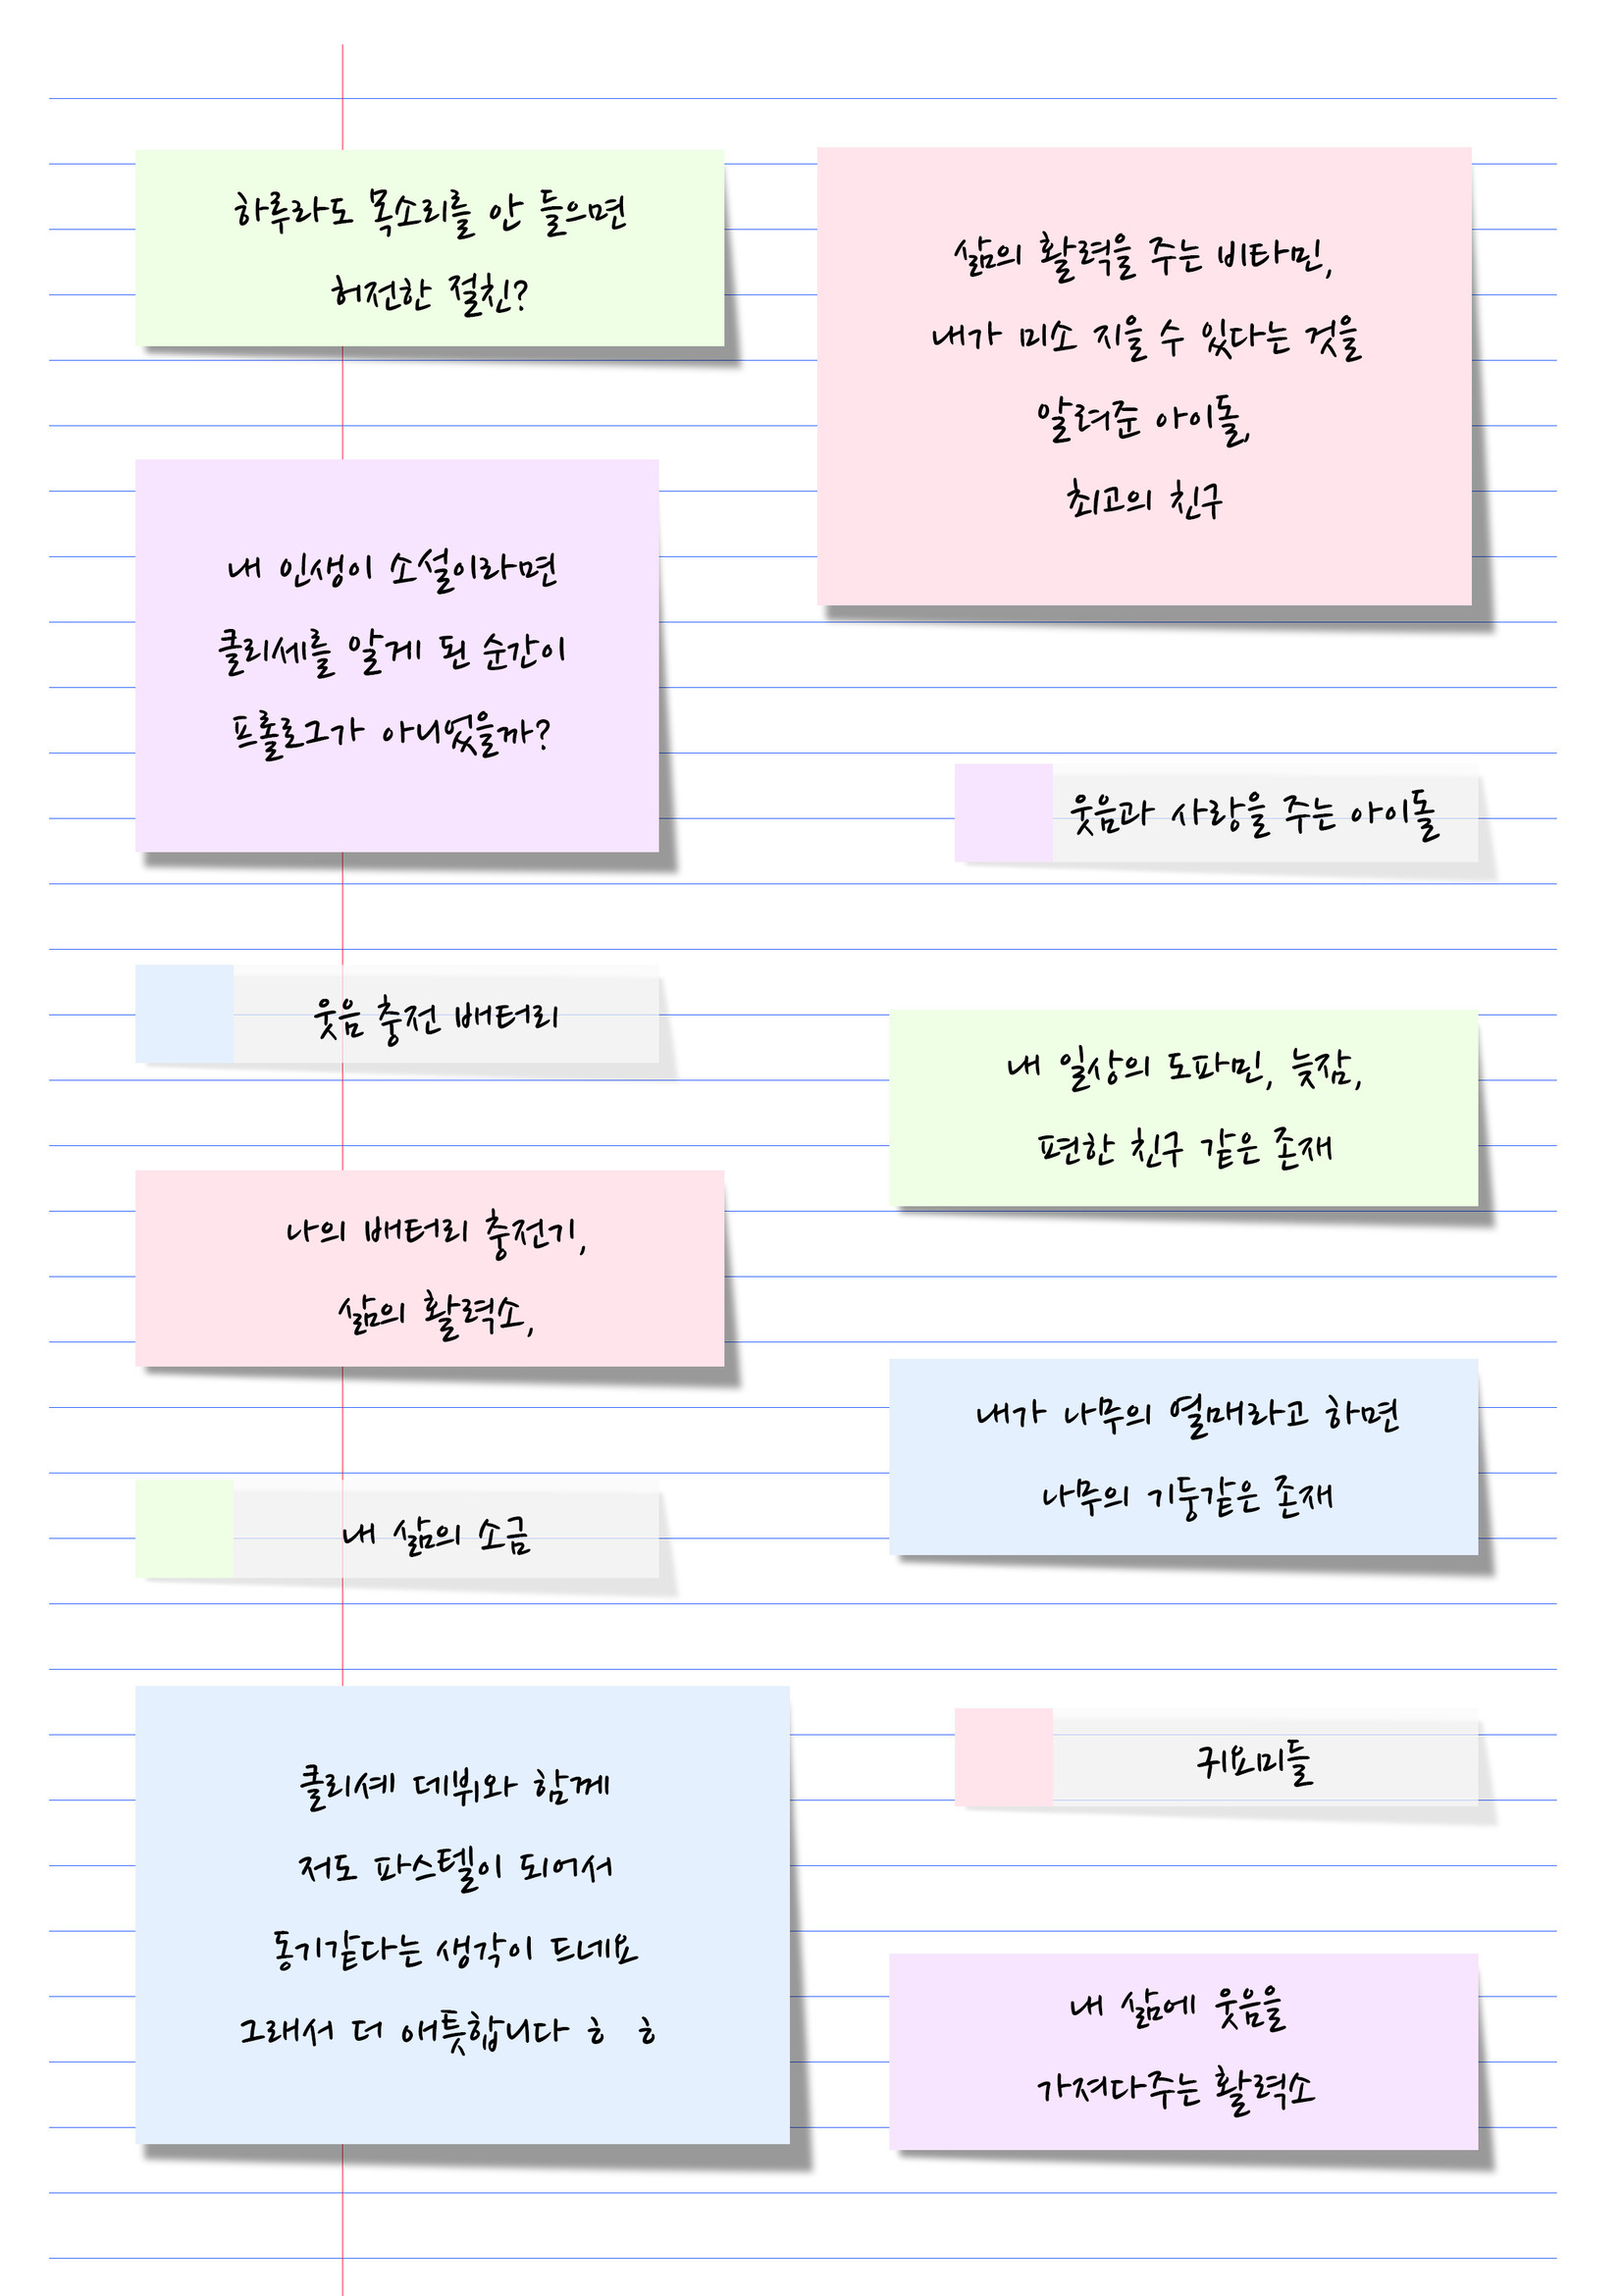 하루라도 목소리를 안 들으면
허전한 절친?
삶의 활력을 주는 비타민,
내가 미소 지을 수 있다는 것을
알려준 아이돌,
최고의 친구
내 인생이 소설이라면
클리셰를 알게 된 순간이
프롤로그가 아니었을까?
웃음과 사랑을 주는 아이돌
웃음 충전 배터리
내 일상의 도파민, 늦잠,
편한 친구 같은 존재
나의 배터리 충전기,
삶의 활력소,
내가 나무의 열매라고 하면
나무의 기둥같은 존재
내 삶의 소금
클리셰 데뷔와 함께
저도 파스텔이 되어서
동기같다는 생각이 드네요
그래서 더 애틋합니다 ㅎ ㅎ
귀요미들
내 삶에 웃음을
가져다주는 활력소